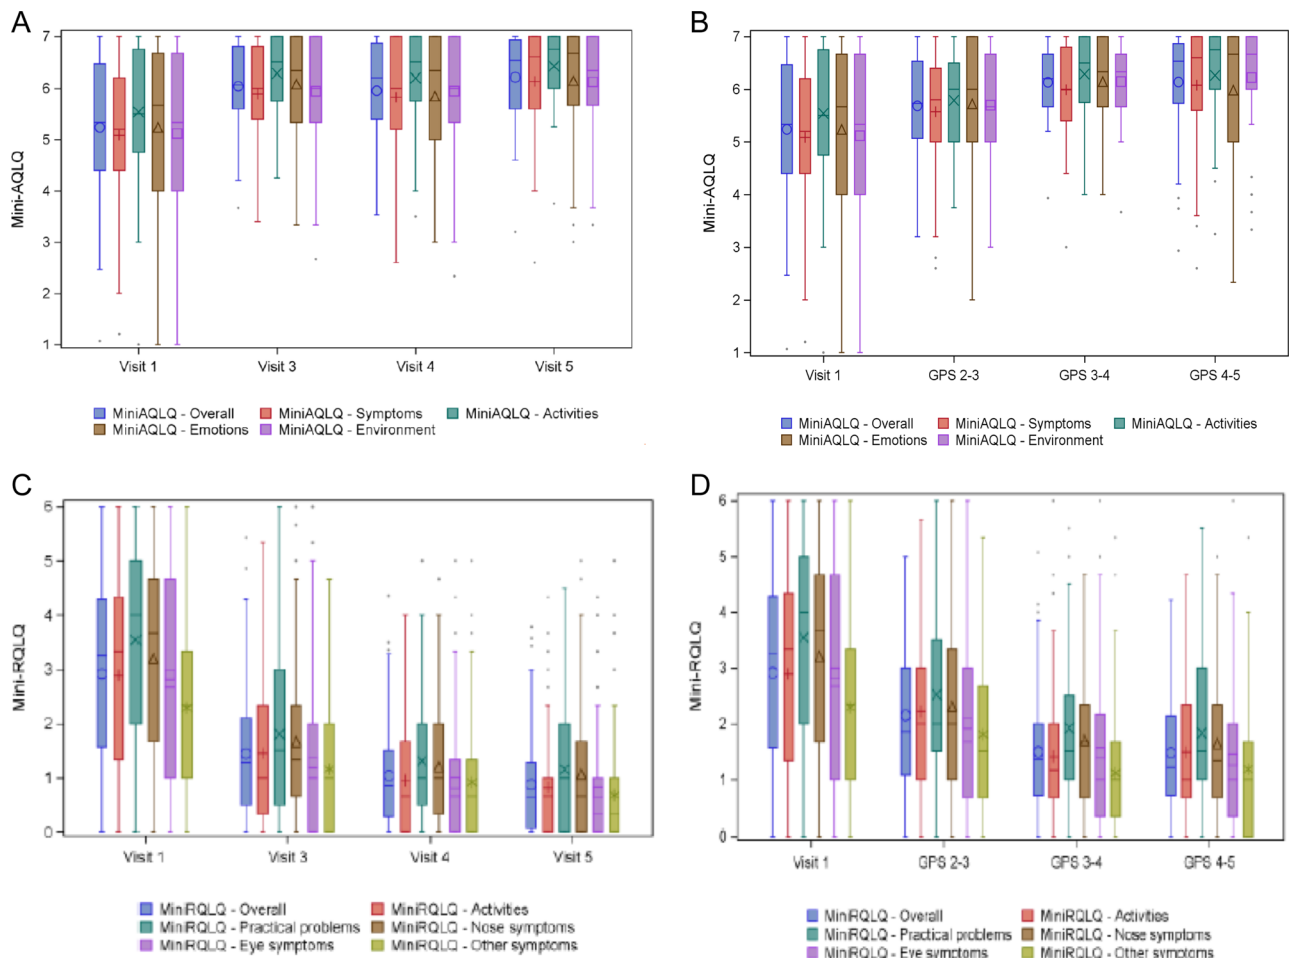 A
7
6
5
4
3
2
1
Mini-AQLQ
Visit 1 Visit 3 Visit 4 Visit 5
MiniAQLQ - Overall MiniAQLQ - Symptoms MiniAQLQ - Activities
MiniAQLQ - Emotions MiniAQLQ - Environment
B
7
6
5
4
3
2
1
Mini-AQLQ
Visit 1 GPS 2-3 GPS 3-4 GPS 4-5
MiniAQLQ - Overall MiniAQLQ - Symptoms MiniAQLQ - Activities
MiniAQLQ - Emotions MiniAQLQ - Environment
C
6
5
4
3
2
1
0
Mini-RQLQ
Visit 1 Visit 3 Visit 4 Visit 5
MiniRQLQ - Overall MiniRQLQ - Activities
MiniRQLQ - Practical problems MiniRQLQ - Nose symptoms
MiniRQLQ - Eye symptoms MiniRQLQ - Other symptoms
D
6
5
4
3
2
1
0
Mini-RQLQ
Visit 1 GPS 2-3 GPS 3-4 GPS 4-5
MiniRQLQ - Overall MiniRQLQ - Activities
MiniRQLQ - Practical problems MiniRQLQ - Nose symptoms
MiniRQLQ - Eye symptoms MiniRQLQ - Other symptoms